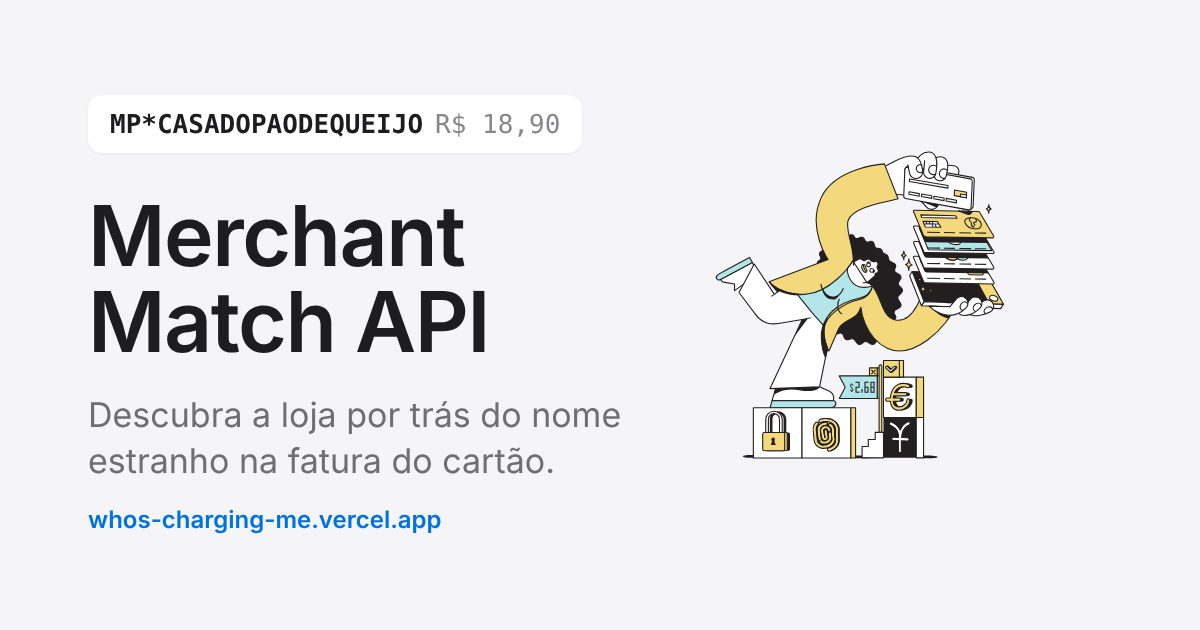 MP*CASADOPAODEQUEIJO R$ 18,90
Merchant
Match API
Descubra a loja por trás do nome
estranho na fatura do cartão.
whos-charging-me.vercel.app
$2.68
€
¥